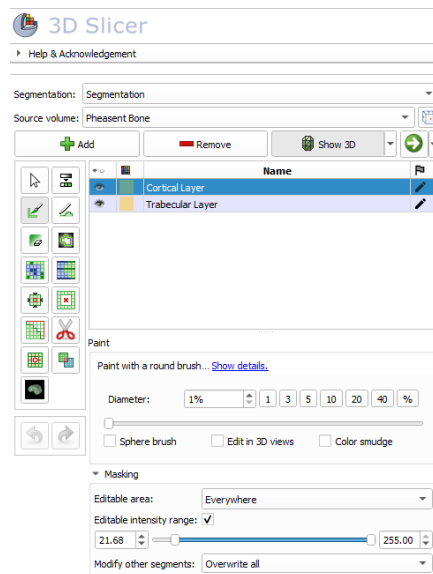 3D Slicer
Help & Acknowledgement
Segmentation: Segmentation
Source volume: Pheasent Bone
Add Remove Show 3D
Name
Cortical Layer
Trabecular Layer
Paint
Paint with a round brush... Show details.
Diameter: 1% 1 3 5 10 20 40 %
Sphere brush Edit in 3D views Color smudge
Masking
Editable area: Everywhere
Editable intensity range:
21.68 255.00
Modify other segments: Overwrite all